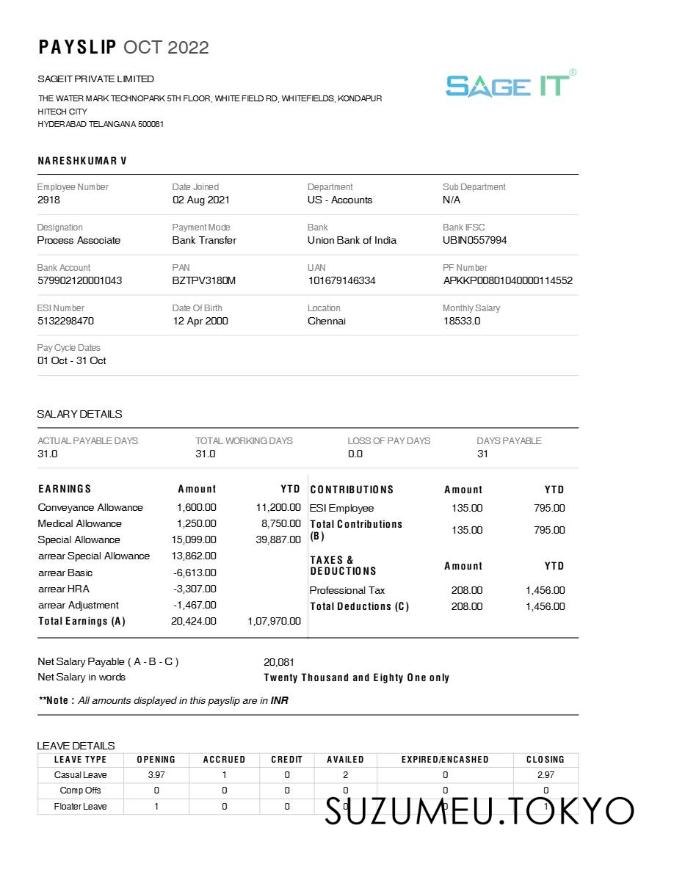 PAYSLIP OCT 2022
SAGEIT PRIVATE LIMITED
SAGE IT®
THE WATER MARK TECHNOPARK 5TH FLOOR, WHITE FIELD RD, WHITEFIELDS, KONDAPUR
HITECH CITY
HYDERABAD TELANGANA 500081
NARESHKUMAR V
Employee Number Date Joined Department Sub Department
2918 02 Aug 2021 US - Accounts N/A
Designation Payment Mode Bank Bank IFSC
Process Associate Bank Transfer Union Bank of India UBIN0557994
Bank Account PAN UAN PF Number
579902120001043 BZTPV3180M 101679146334 APKKP00801040000114552
ESI Number Date Of Birth Location Monthly Salary
5132298470 12 Apr 2000 Chennai 18533.0
Pay Cycle Dates
01 Oct - 31 Oct
SALARY DETAILS
ACTUAL PAYABLE DAYS TOTAL WORKING DAYS LOSS OF PAY DAYS DAYS PAYABLE
31.0 31.0 0.0 31
EARNINGS Amount YTD
Conveyance Allowance 1,600.00 11,200.00
Medical Allowance 1,250.00 8,750.00
Special Allowance 15,099.00 39,887.00
arrear Special Allowance 13,862.00
arrear Basic -6,613.00
arrear HRA -3,307.00
arrear Adjustment -1,467.00
Total Earnings (A) 20,424.00 1,07,970.00
CONTRIBUTIONS Amount YTD
ESI Employee 135.00 795.00
Total Contributions (B) 135.00 795.00
TAXES & DEDUCTIONS Amount YTD
Professional Tax 208.00 1,456.00
Total Deductions (C) 208.00 1,456.00
Net Salary Payable ( A - B - C ) 20,081
Net Salary in words Twenty Thousand and Eighty One only
**Note : All amounts displayed in this payslip are in INR
LEAVE DETAILS
LEAVE TYPE OPENING ACCRUED CREDIT AVAILED EXPIRED/ENCASHED CLOSING
Casual Leave 3.97 1 0 2 0 2.97
Comp Offs 0 0 0 0 0 0
Floater Leave 1 0 0 0 0 1
SUZUMEU.TOKYO